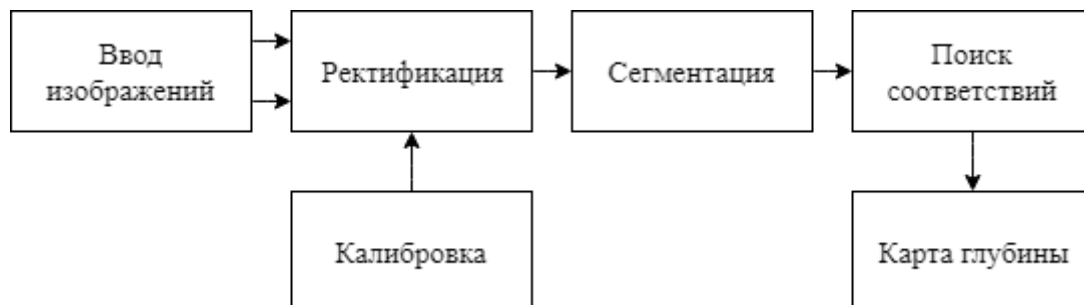 Ввод
изображений
Ректификация
Сегментация
Поиск
соответствий
Калибровка
Карта глубины